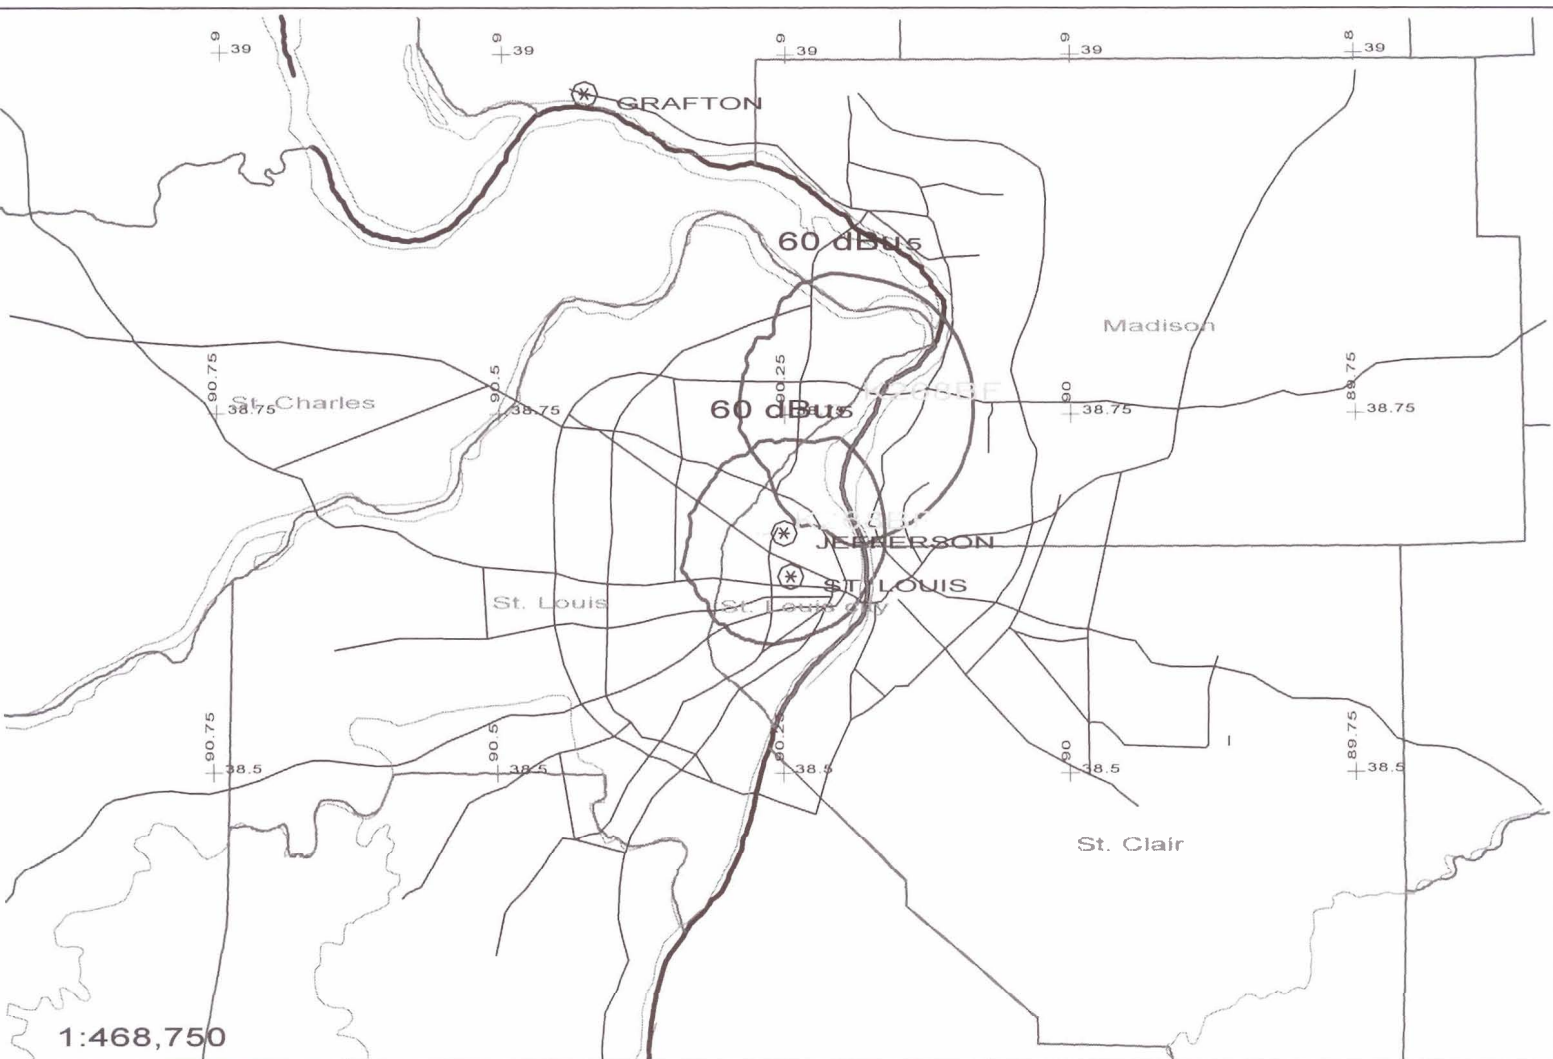 9 39
9 39
9 39
9 39
8 39
GRAFTON
60 dBu
Madison
90.75 38.75
St. Charles
90.5 38.75
90.25
90 38.75
89.75 38.75
60 dBu
JEFFERSON
ST. LOUIS
St. Louis
St. Louis city
90.75 38.5
90.5 38.5
38.5
90 38.5
89.75 38.5
St. Clair
1:468,750